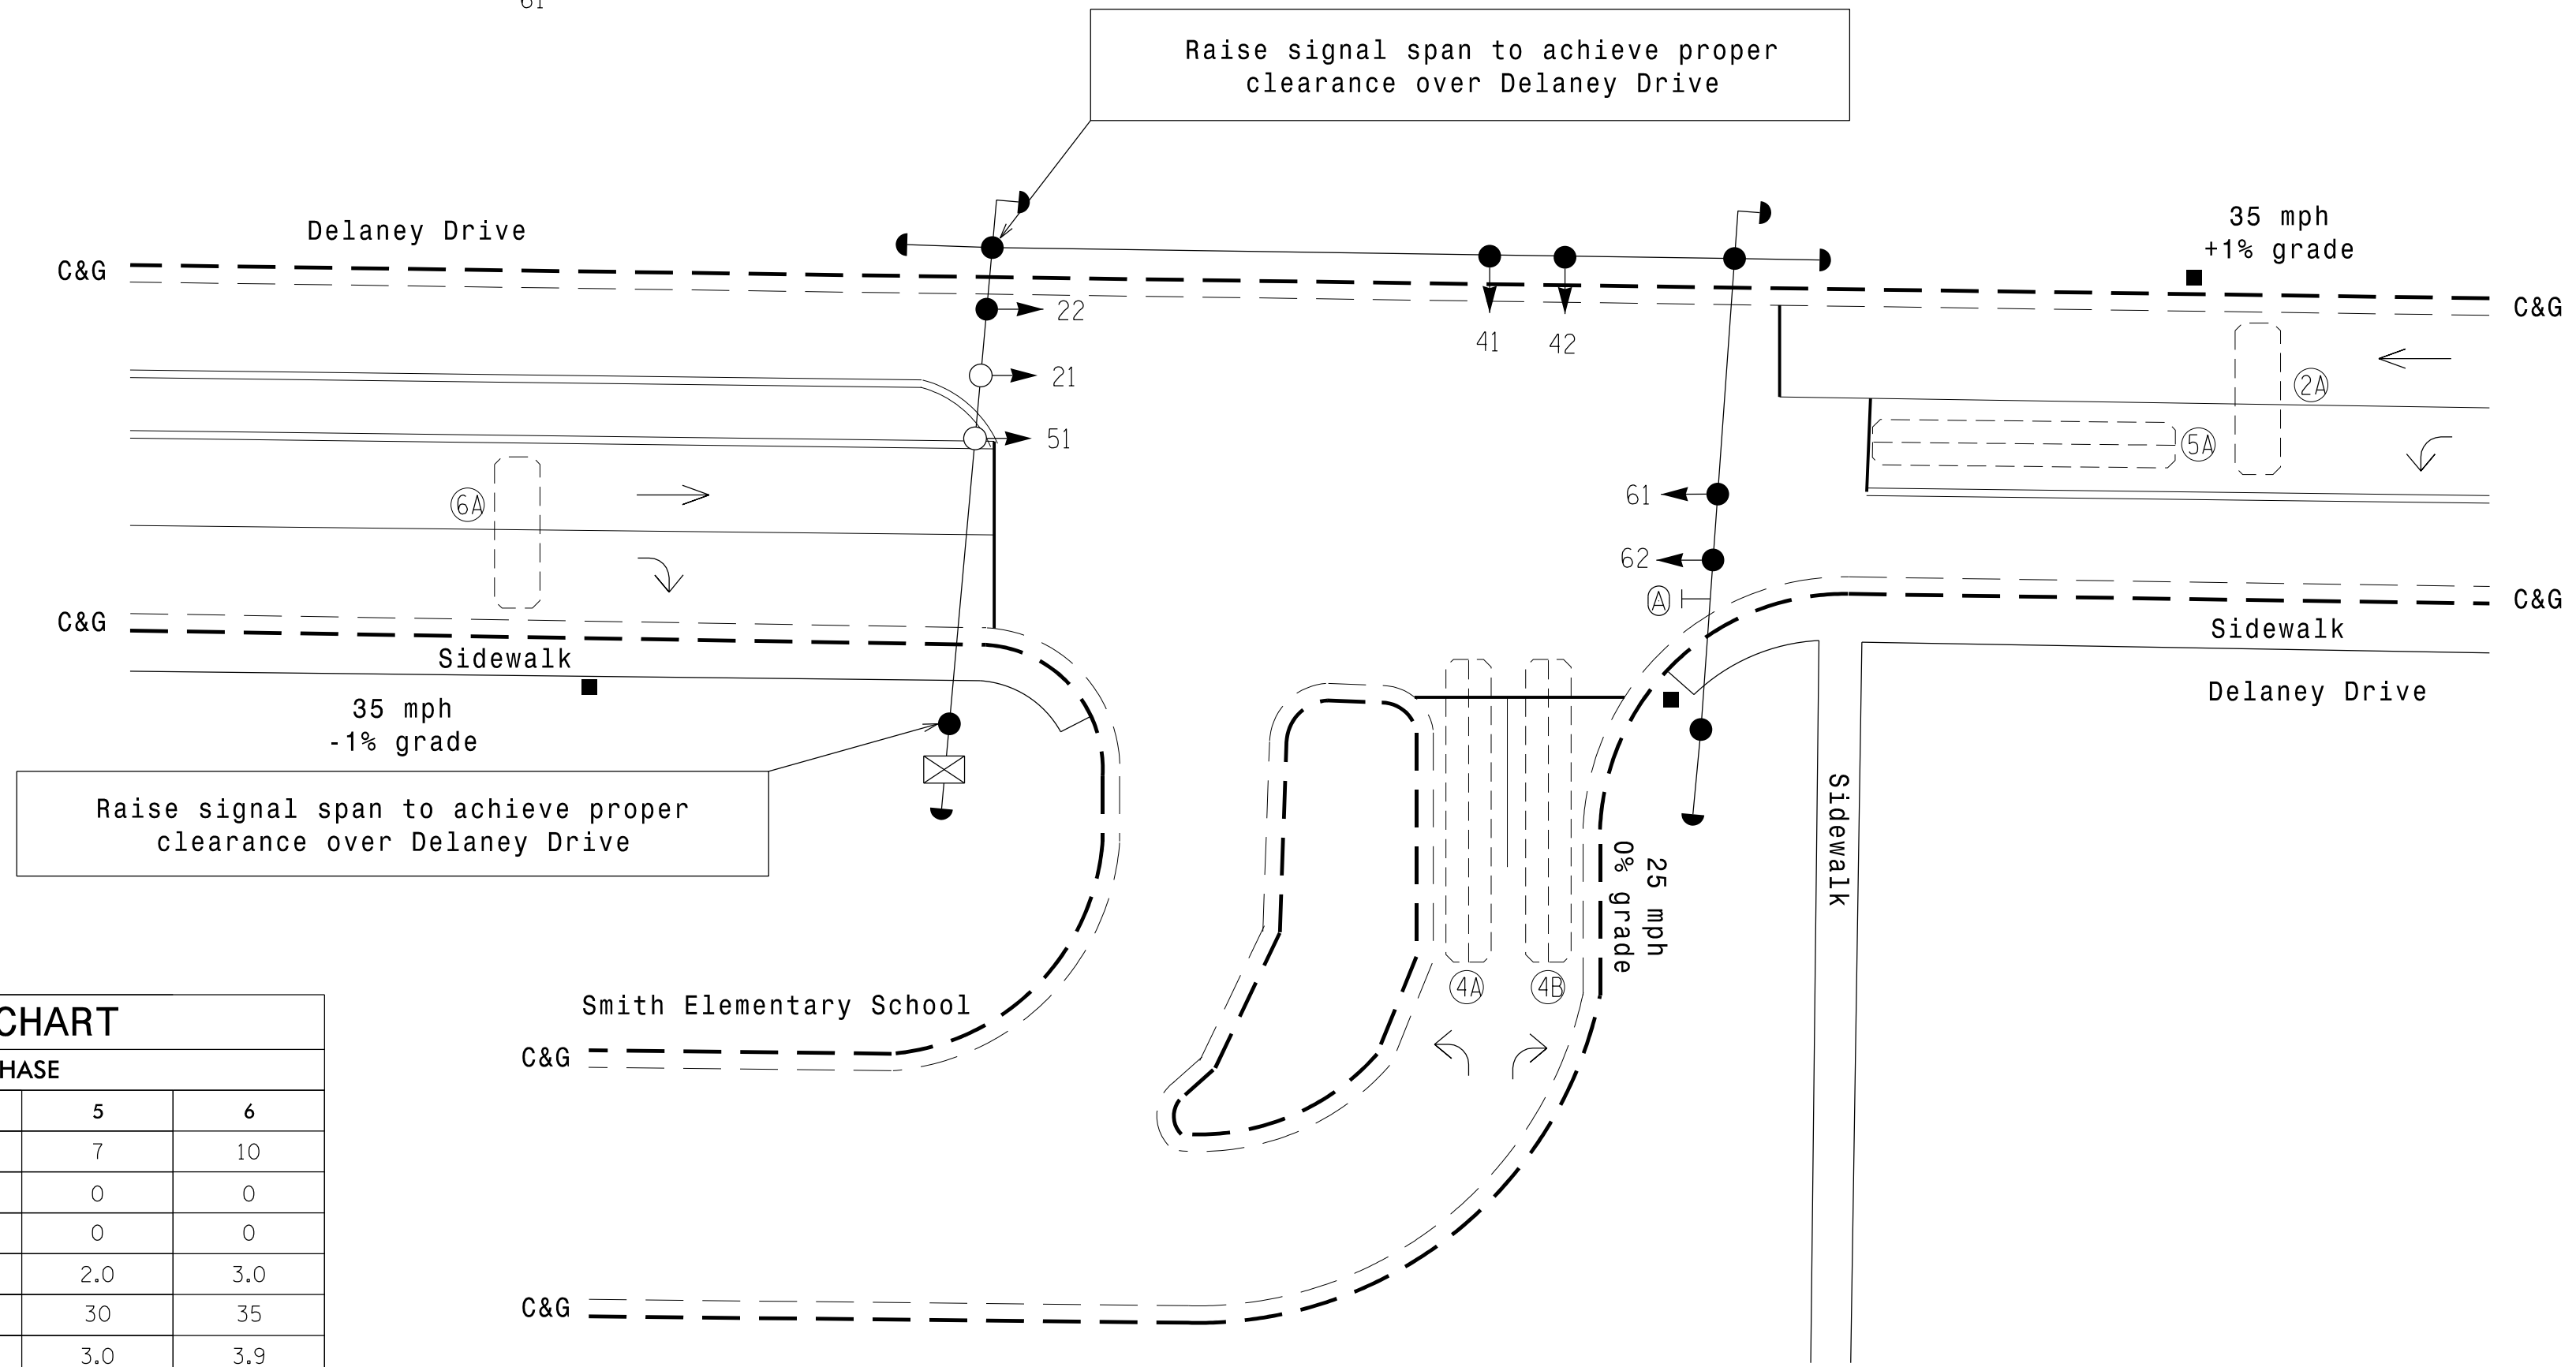 61
Raise signal span to achieve proper
clearance over Delaney Drive
Delaney Drive
35 mph
+1% grade
C&G
C&G
22
41
42
21
2A
51
5A
6A
61
62
A
C&G
C&G
Sidewalk
Sidewalk
35 mph
-1% grade
Delaney Drive
Raise signal span to achieve proper
clearance over Delaney Drive
Sidewalk
25 mph
0% grade
4A
4B
Smith Elementary School
C&G
C&G
CHART
HASE
5 6
7 10
0 0
0 0
2.0 3.0
30 35
3.0 3.9